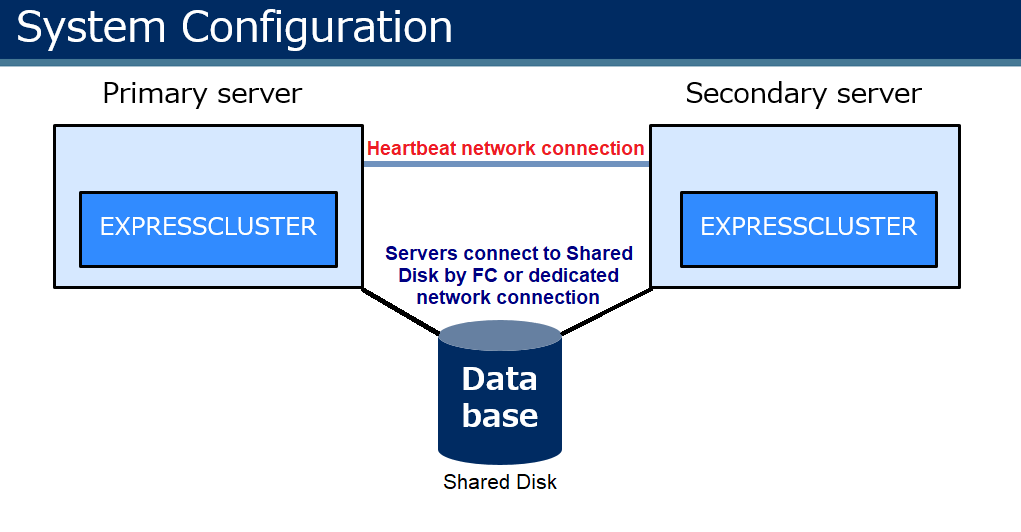 System Configuration
Primary server
Secondary server
Heartbeat network connection
EXPRESSCLUSTER
EXPRESSCLUSTER
Servers connect to Shared
Disk by FC or dedicated
network connection
Data
base
Shared Disk